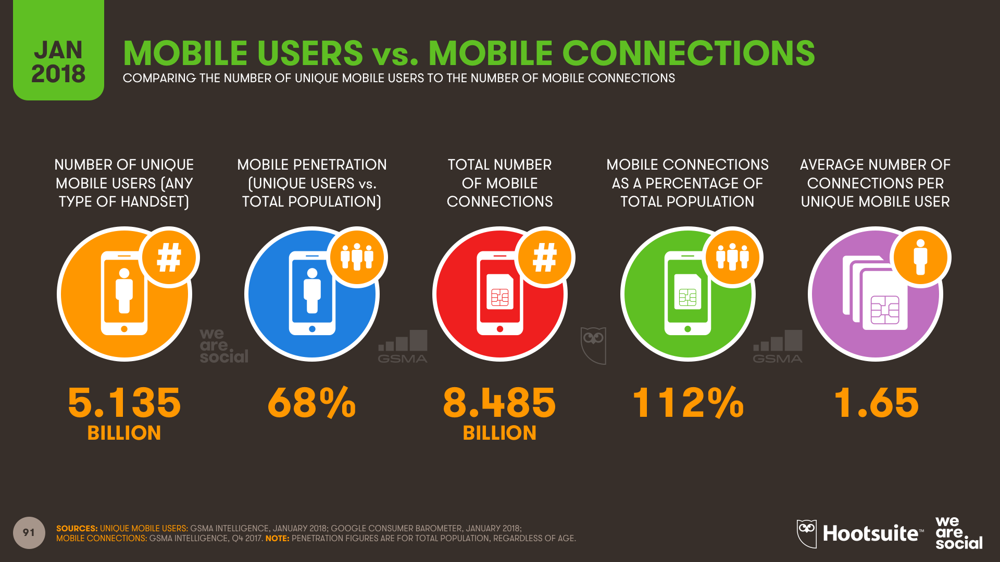 JAN
2018
MOBILE USERS vs. MOBILE CONNECTIONS
COMPARING THE NUMBER OF UNIQUE MOBILE USERS TO THE NUMBER OF MOBILE CONNECTIONS
NUMBER OF UNIQUE
MOBILE USERS (ANY
TYPE OF HANDSET)
#
5.135
BILLION
MOBILE PENETRATION
(UNIQUE USERS vs.
TOTAL POPULATION)
68%
TOTAL NUMBER
OF MOBILE
CONNECTIONS
#
8.485
BILLION
MOBILE CONNECTIONS
AS A PERCENTAGE OF
TOTAL POPULATION
112%
AVERAGE NUMBER OF
CONNECTIONS PER
UNIQUE MOBILE USER
1.65
we
are
social
GSMA
GSMA
91
SOURCES: UNIQUE MOBILE USERS: GSMA INTELLIGENCE, JANUARY 2018; GOOGLE CONSUMER BAROMETER, JANUARY 2018;
MOBILE CONNECTIONS: GSMA INTELLIGENCE, Q4 2017. NOTE: PENETRATION FIGURES ARE FOR TOTAL POPULATION, REGARDLESS OF AGE.
Hootsuite™
we
are.
social